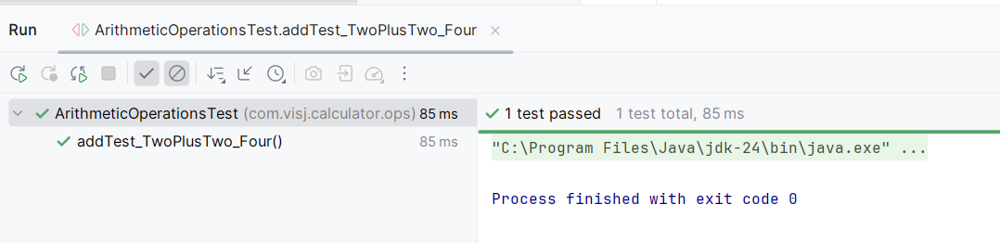 Run ArithmeticOperationsTest.addTest_TwoPlusTwo_Four
ArithmeticOperationsTest (com.visj.calculator.ops) 85 ms
addTest_TwoPlusTwo_Four() 85 ms
1 test passed 1 test total, 85 ms
"C:\Program Files\Java\jdk-24\bin\java.exe" ...
Process finished with exit code 0